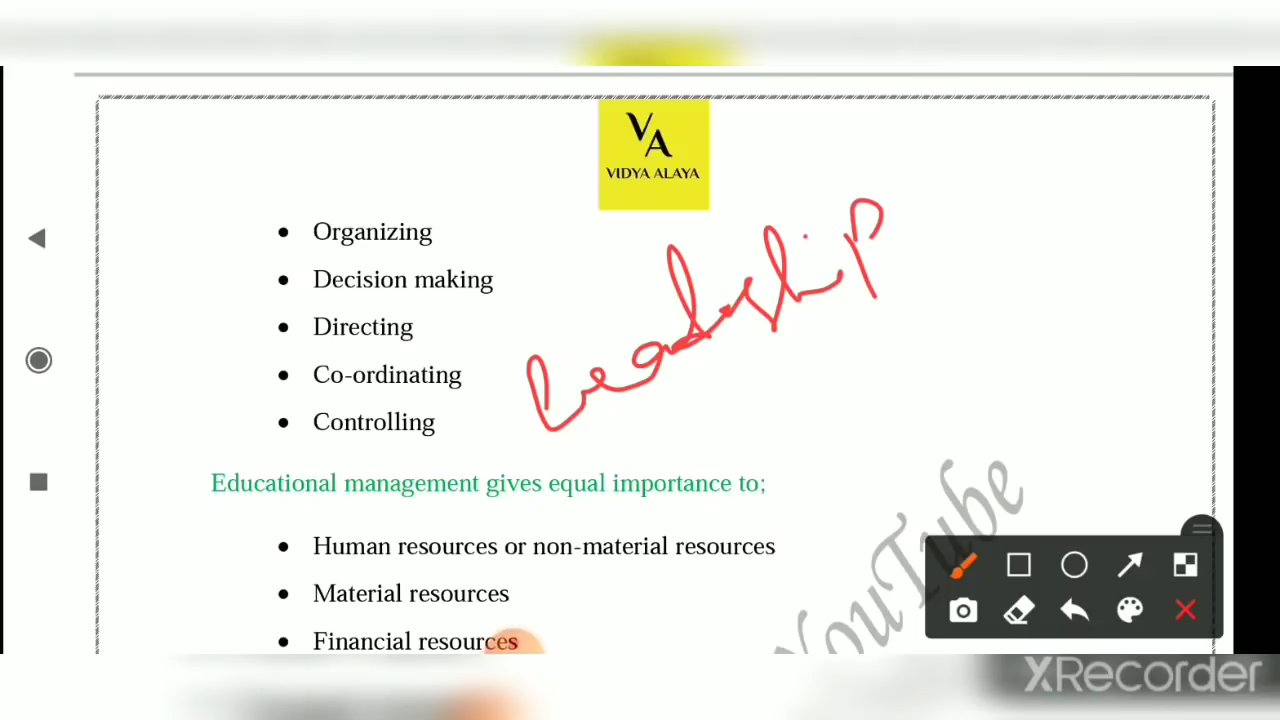 VA
VIDYA ALAYA
Organizing
Decision making
Directing
Co-ordinating
Controlling
Leadership
Educational management gives equal importance to;
Human resources or non-material resources
Material resources
Financial resources
YouTube
XRecorder